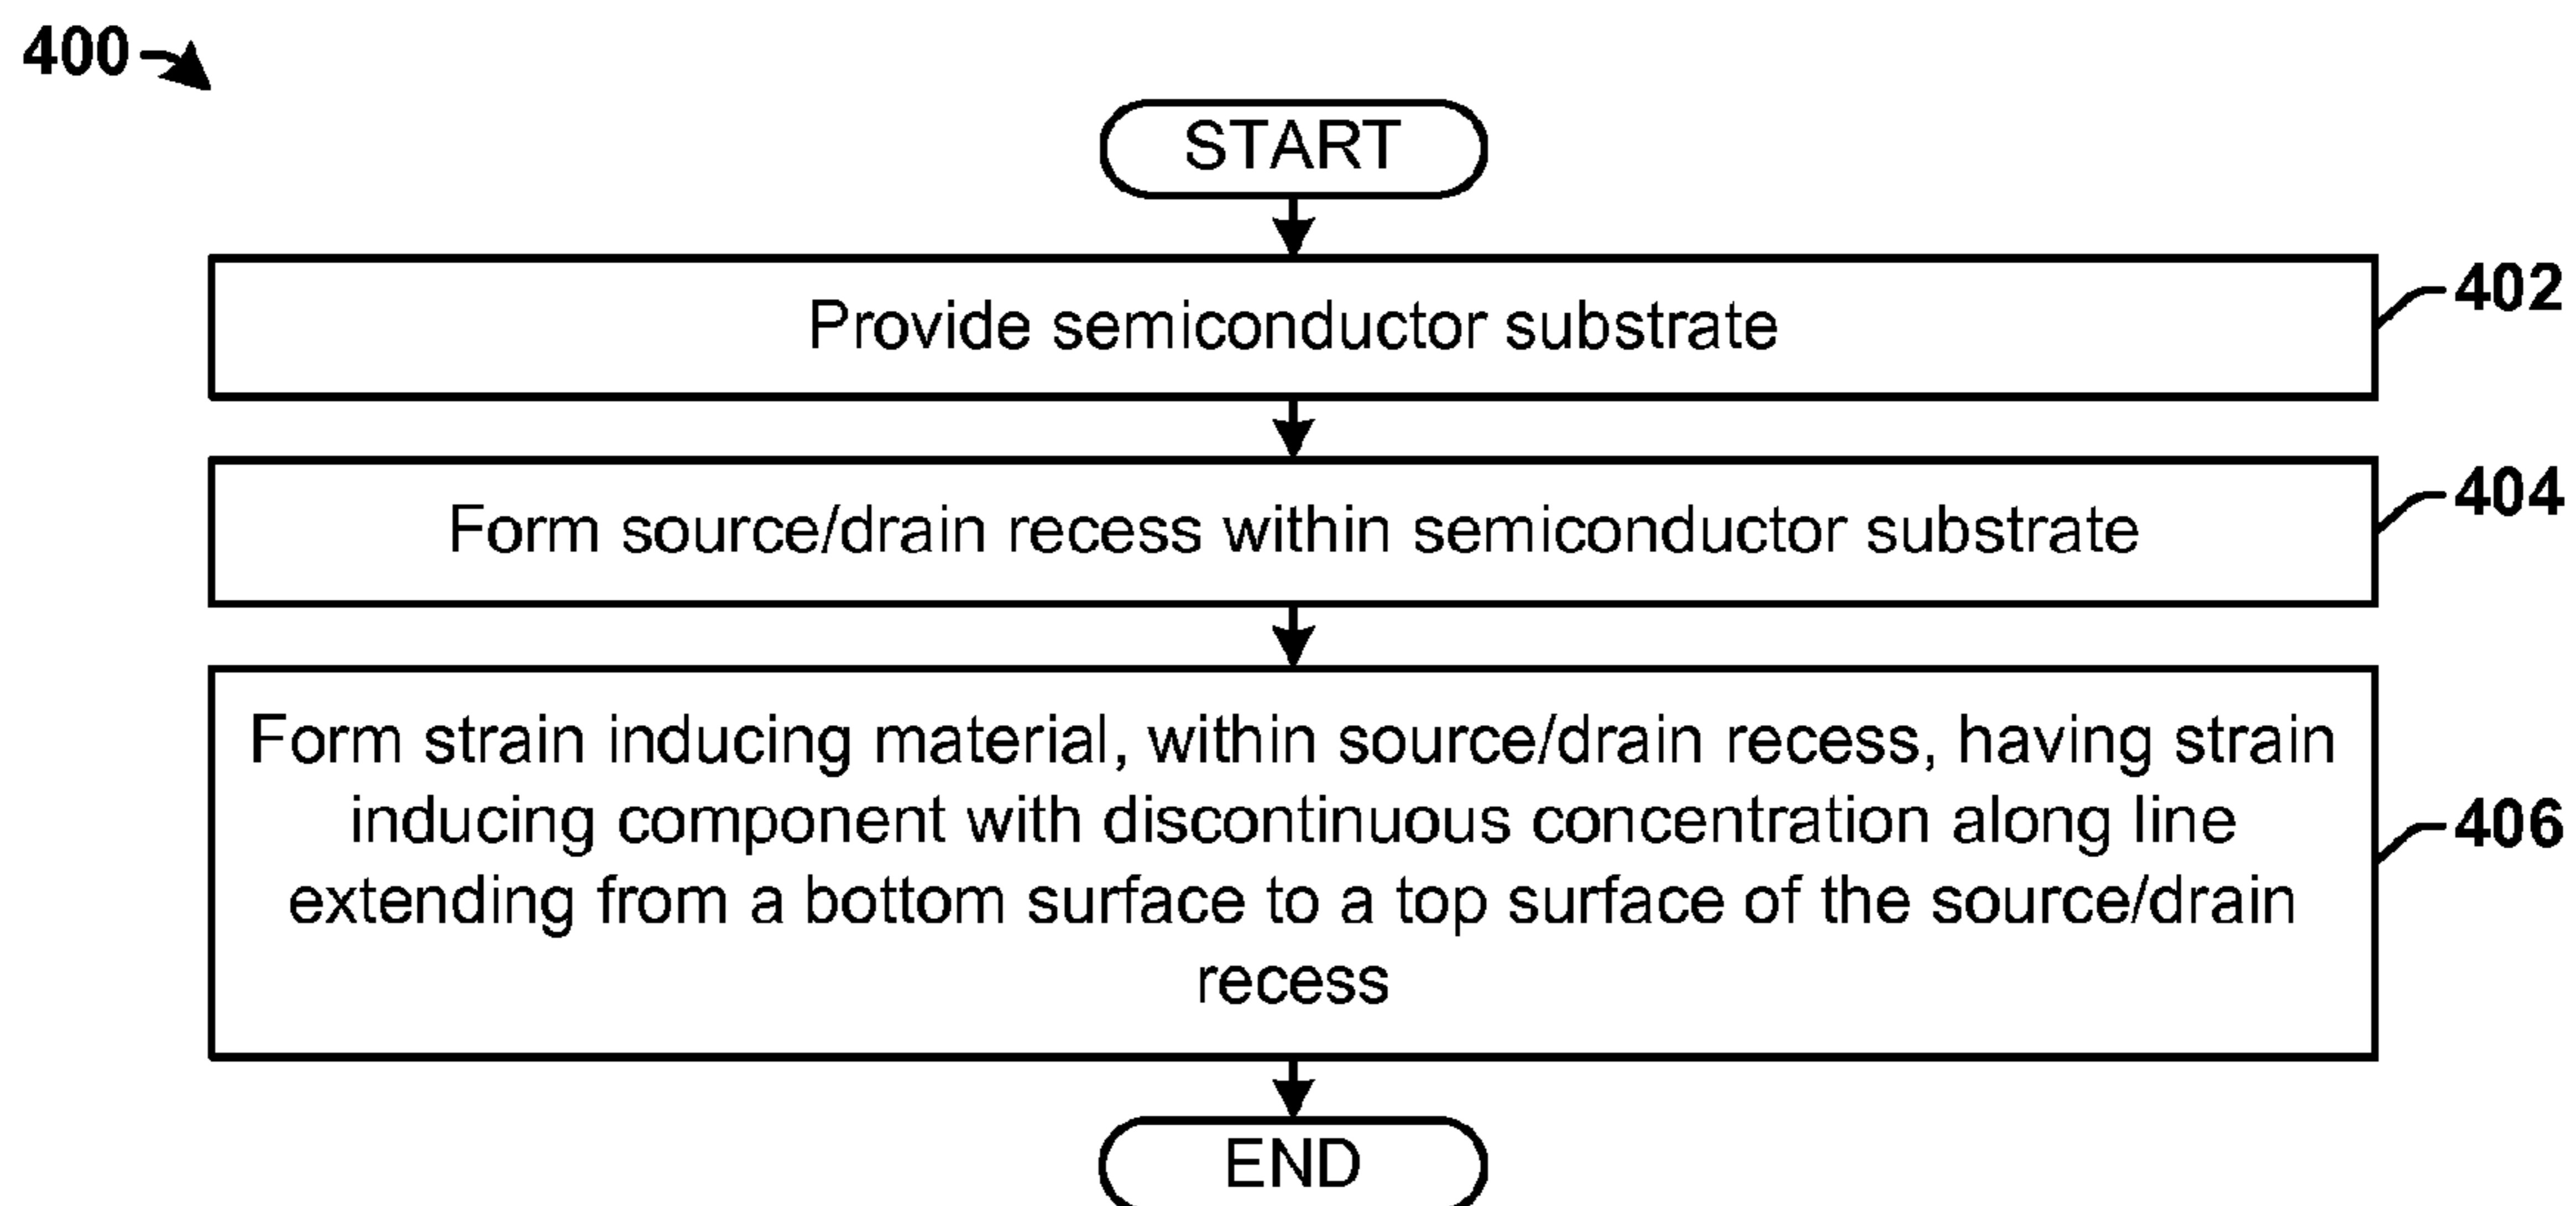 400
START
Provide semiconductor substrate
402
Form source/drain recess within semiconductor substrate
404
Form strain inducing material, within source/drain recess, having strain
inducing component with discontinuous concentration along line
extending from a bottom surface to a top surface of the source/drain
recess
406
END